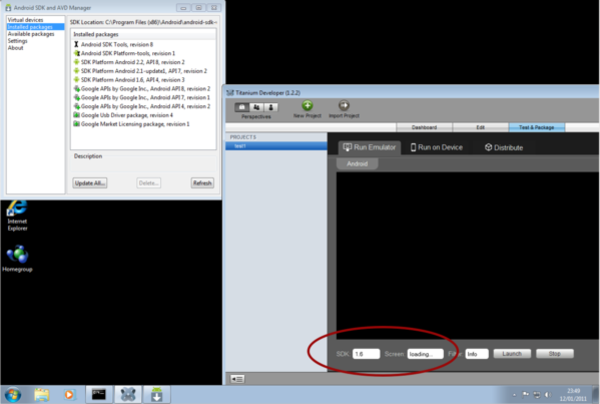 Android SDK and AVD Manager
Virtual devices
Installed packages
Available packages
Settings
About
SDK Location: C:\Program Files (x86)\Android\android-sdk-
Installed packages
Android SDK Tools, revision 8
Android SDK Platform-tools, revision 1
SDK Platform Android 2.2, API 8, revision 2
SDK Platform Android 2.1-update1, API 7, revision 2
SDK Platform Android 1.6, API 4, revision 3
Google APIs by Google Inc., Android API 8, revision 2
Google APIs by Google Inc., Android API 7, revision 1
Google APIs by Google Inc., Android API 4, revision 2
Google Usb Driver package, revision 4
Google Market Licensing package, revision 1
Description
Update All...
Delete...
Refresh
Internet
Explorer
Homegroup
Titanium Developer (1.2.2)
Perspectives
New Project
Import Project
Dashboard
Edit
Test & Package
PROJECTS
test1
Run Emulator
Run on Device
Distribute
Android
SDK:
1.6
Screen:
loading...
Filter:
Info
Launch
Stop
23:49
12/01/2011